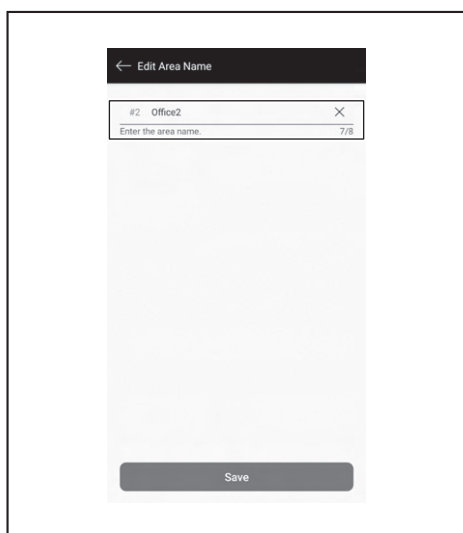 ← Edit Area Name
#2 Office2 ×
Enter the area name. 7/8
Save